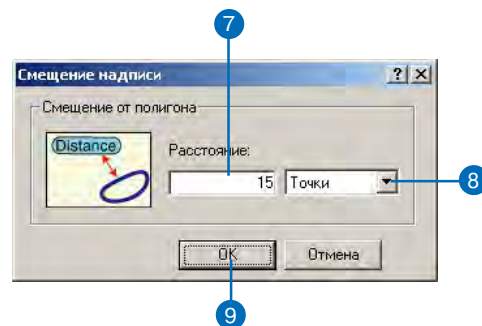 7
Смещение надписи
Смещение от полигона
Distance
Расстояние:
15 Точки
8
OK Отмена
9